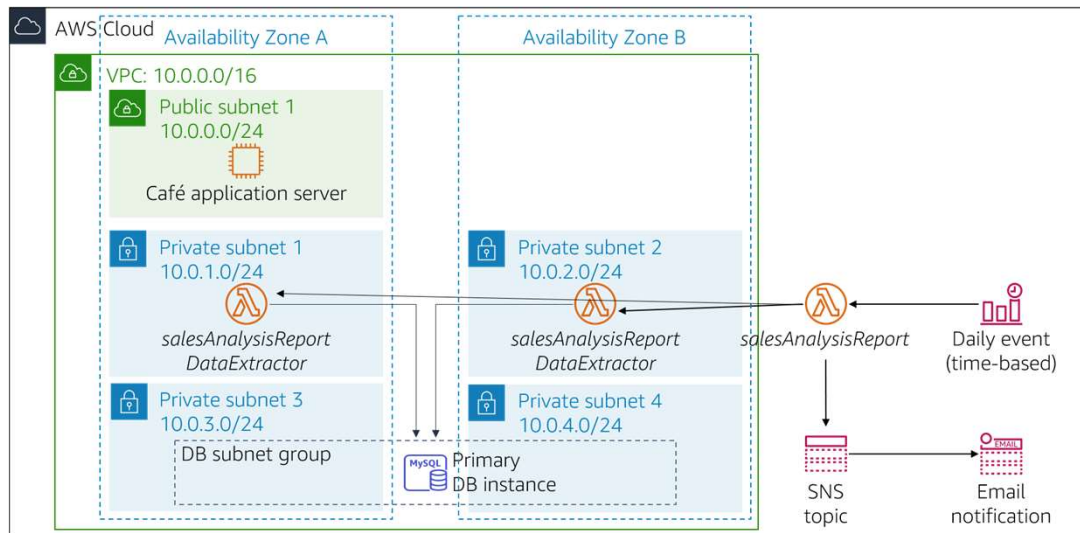 AWS Cloud
Availability Zone A
Availability Zone B
VPC: 10.0.0.0/16
Public subnet 1
10.0.0.0/24
Café application server
Private subnet 1
10.0.1.0/24
salesAnalysisReport
DataExtractor
Private subnet 2
10.0.2.0/24
salesAnalysisReport
DataExtractor
salesAnalysisReport
Daily event
(time-based)
Private subnet 3
10.0.3.0/24
Private subnet 4
10.0.4.0/24
DB subnet group
MySQL
Primary
DB instance
SNS
topic
EMAIL
Email
notification